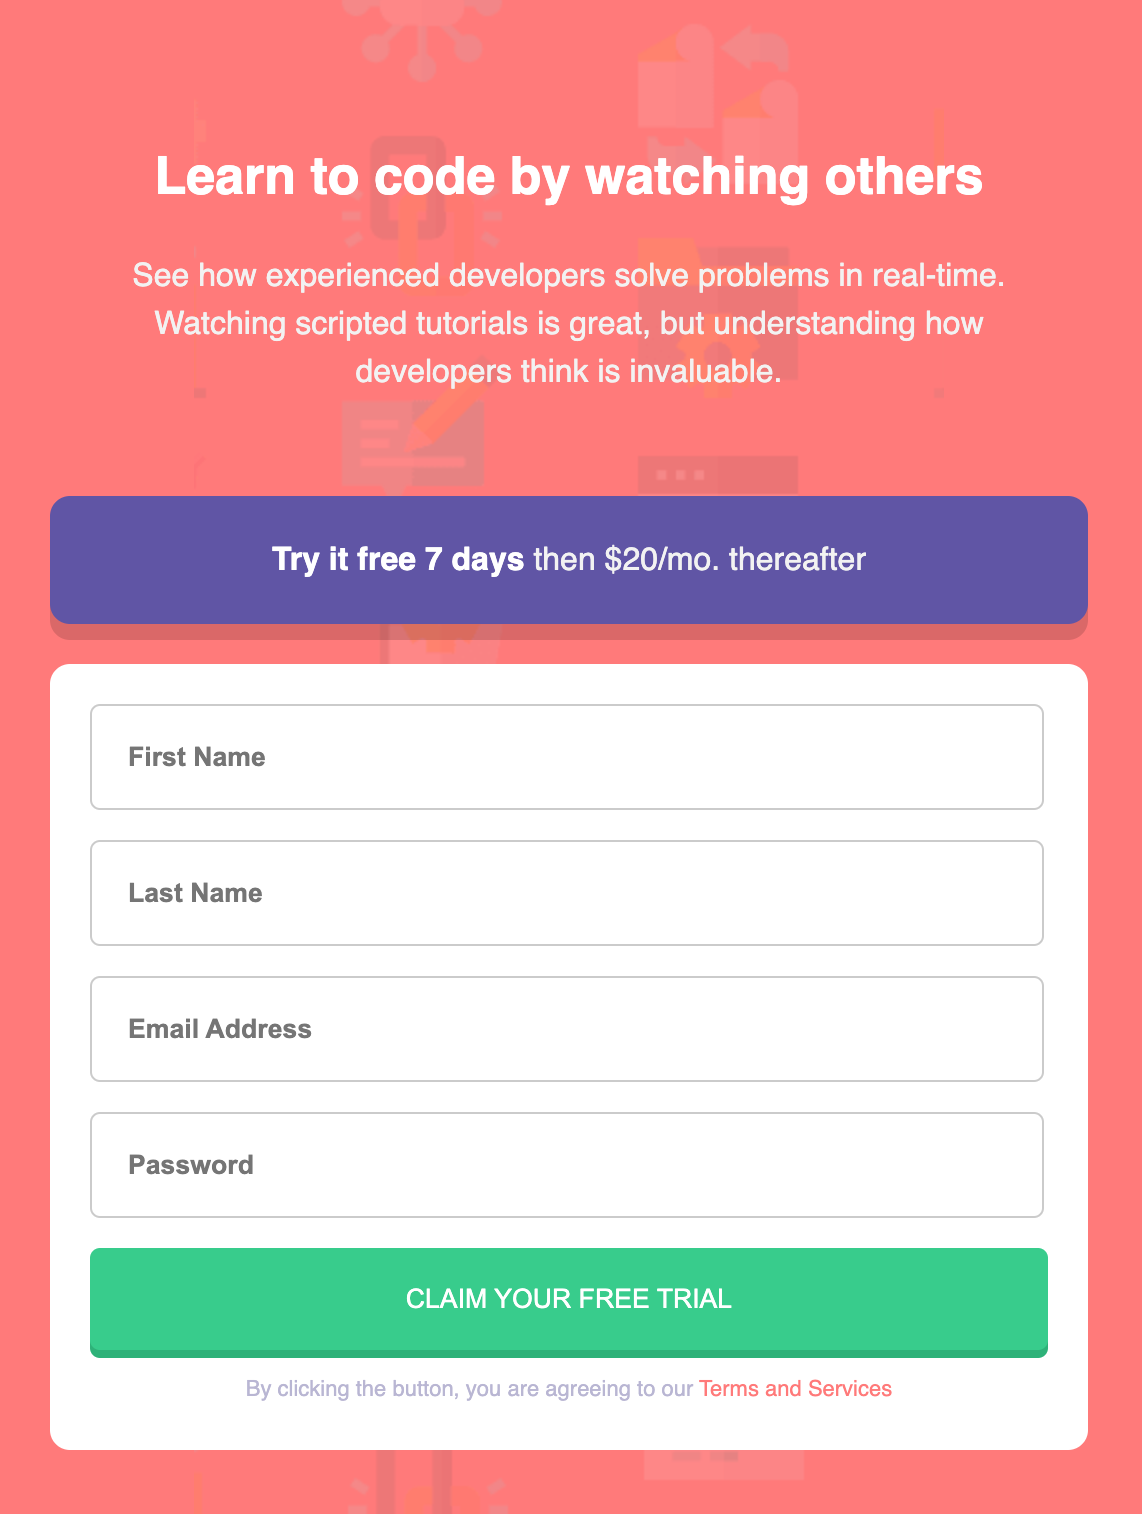 Learn to code by watching others
See how experienced developers solve problems in real-time.
Watching scripted tutorials is great, but understanding how
developers think is invaluable.
Try it free 7 days then $20/mo. thereafter
First Name
Last Name
Email Address
Password
CLAIM YOUR FREE TRIAL
By clicking the button, you are agreeing to our Terms and Services